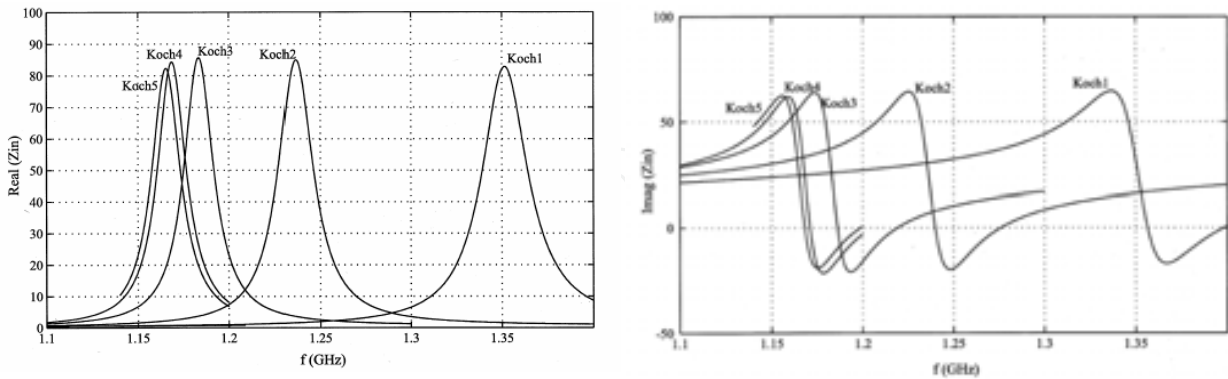 100
90
80
70
60
50
40
30
20
10
0
Real (Zin)
Koch5
Koch4
Koch3
Koch2
Koch1
1.1
1.15
1.2
1.25
1.3
1.35
f (GHz)
100
50
0
-50
Imag (Zin)
Koch5
Koch4
Koch3
Koch2
Koch1
1.1
1.15
1.2
1.25
1.3
1.35
f (GHz)